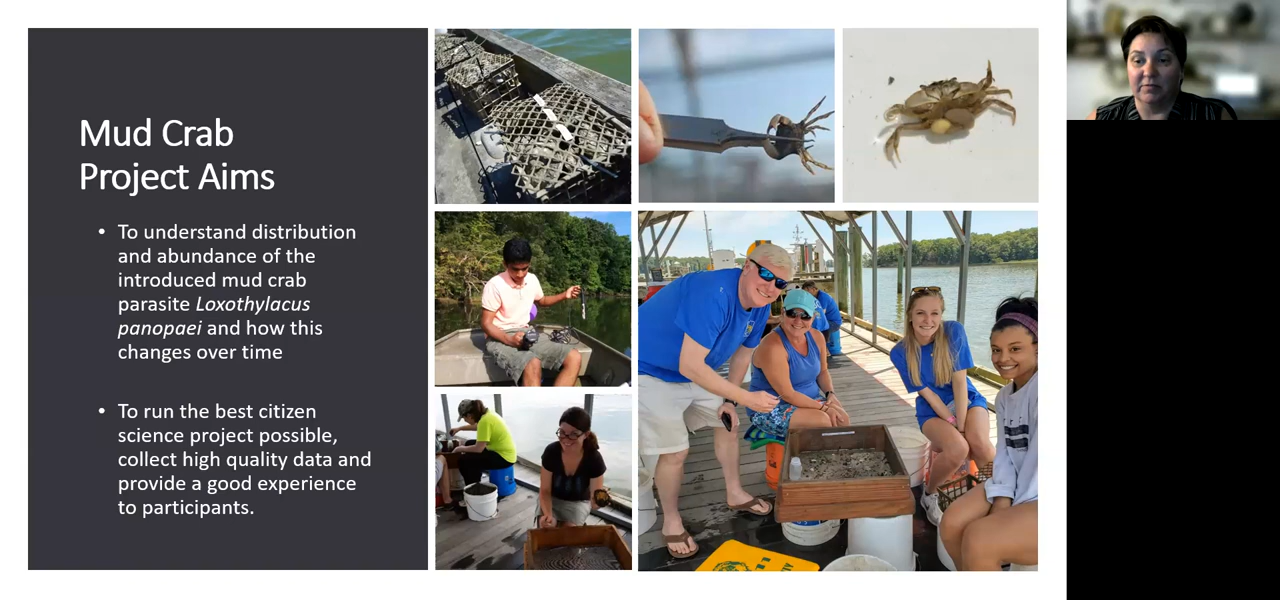 Mud Crab
Project Aims
• To understand distribution
and abundance of the
introduced mud crab
parasite Loxothylacus
panopaei and how this
changes over time
• To run the best citizen
science project possible,
collect high quality data and
provide a good experience
to participants.